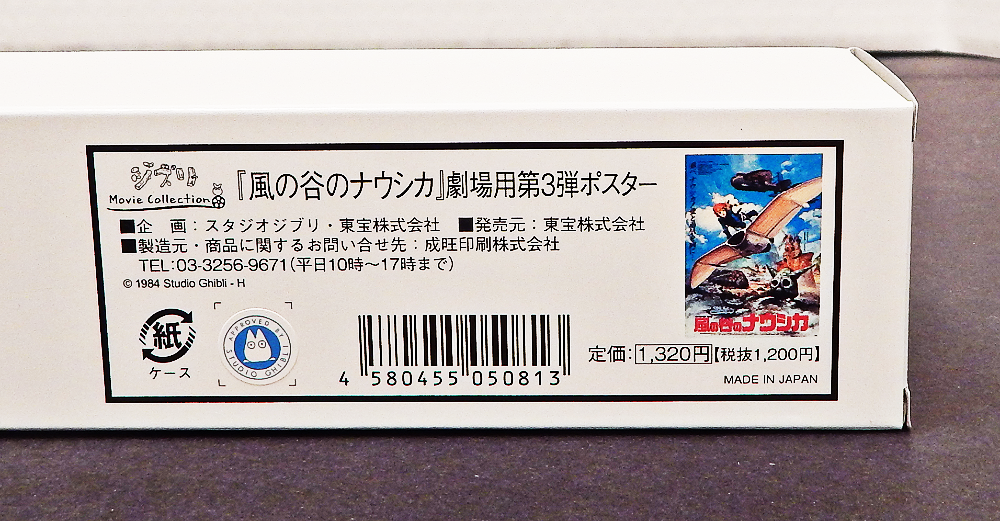 ジブリ
Movie Collection
『風の谷のナウシカ』劇場用第3弾ポスター
■企　画：スタジオジブリ・東宝株式会社　■発売元：東宝株式会社
■製造元・商品に関するお問い合せ先：成旺印刷株式会社
TEL:03-3256-9671(平日10時～17時まで)
© 1984 Studio Ghibli - H
紙
ケース
APPROVED BY STUDIO GHIBLI
4 580455 050813
風の谷のナウシカ
定価：1,320円【税抜1,200円】
MADE IN JAPAN